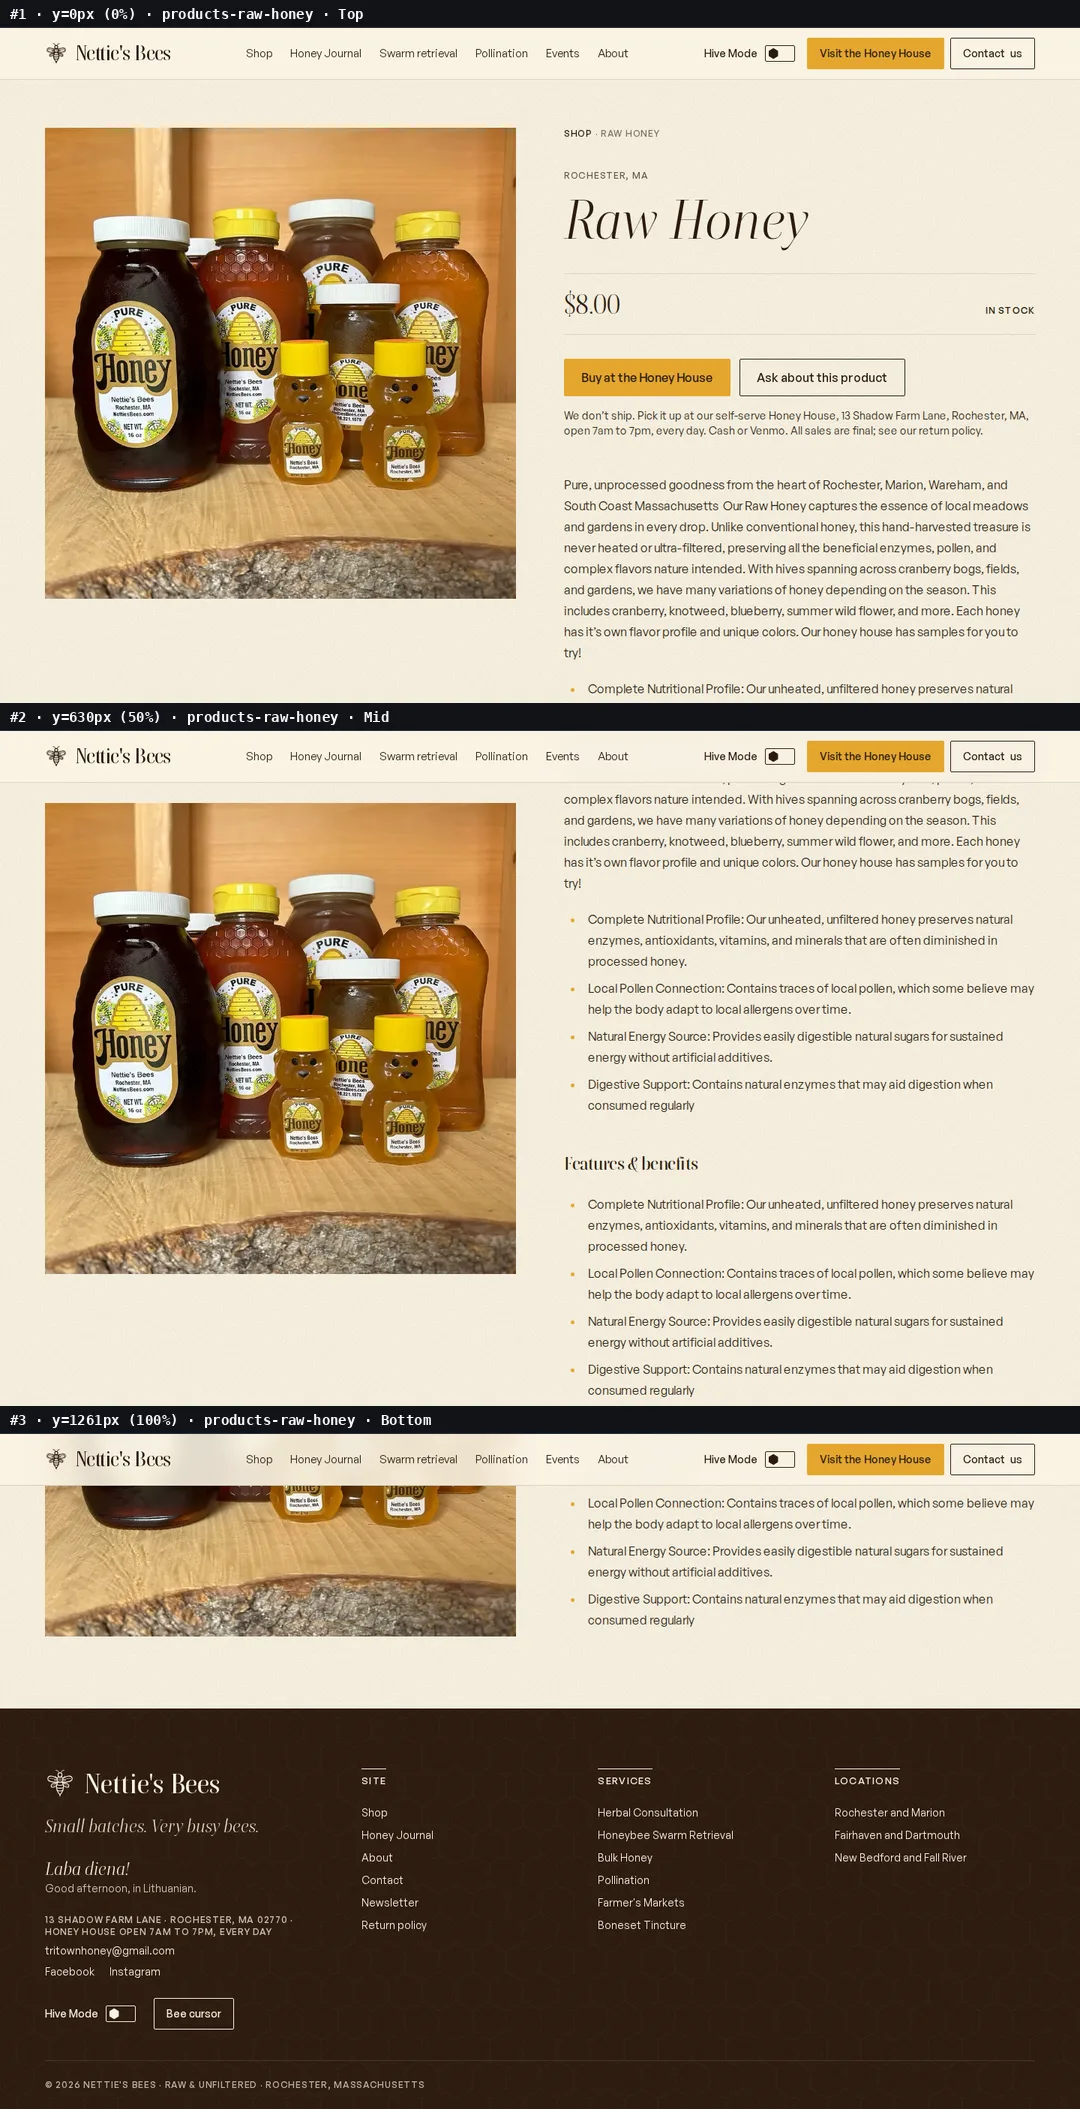 #1 · y=0px (0%) · products-raw-honey · Top
Nettie's Bees
Shop Honey Journal Swarm retrieval Pollination Events About
Hive Mode
Visit the Honey House
Contact us
SHOP · RAW HONEY
ROCHESTER, MA
Raw Honey
$8.00
IN STOCK
Buy at the Honey House
Ask about this product
We don't ship. Pick it up at our self-serve Honey House, 13 Shadow Farm Lane, Rochester, MA,
open 7am to 7pm, every day. Cash or Venmo. All sales are final; see our return policy.
PURE
Honey
Nettie's Bees
Rochester, MA
NettiesBees.com
NET WT.
16 oz
Pure, unprocessed goodness from the heart of Rochester, Marion, Wareham, and
South Coast Massachusetts Our Raw Honey captures the essence of local meadows
and gardens in every drop. Unlike conventional honey, this hand-harvested treasure is
never heated or ultra-filtered, preserving all the beneficial enzymes, pollen, and
complex flavors nature intended. With hives spanning across cranberry bogs, fields,
and gardens, we have many variations of honey depending on the season. This
includes cranberry, knotweed, blueberry, summer wild flower, and more. Each honey
has it's own flavor profile and unique colors. Our honey house has samples for you to
try!
Complete Nutritional Profile: Our unheated, unfiltered honey preserves natural
#2 · y=630px (50%) · products-raw-honey · Mid
Nettie's Bees
Shop Honey Journal Swarm retrieval Pollination Events About
Hive Mode
Visit the Honey House
Contact us
complex flavors nature intended. With hives spanning across cranberry bogs, fields,
and gardens, we have many variations of honey depending on the season. This
includes cranberry, knotweed, blueberry, summer wild flower, and more. Each honey
has it's own flavor profile and unique colors. Our honey house has samples for you to
try!
PURE
Honey
Nettie's Bees
Rochester, MA
NettiesBees.com
NET WT.
16 oz
Complete Nutritional Profile: Our unheated, unfiltered honey preserves natural
enzymes, antioxidants, vitamins, and minerals that are often diminished in
processed honey.
Local Pollen Connection: Contains traces of local pollen, which some believe may
help the body adapt to local allergens over time.
Natural Energy Source: Provides easily digestible natural sugars for sustained
energy without artificial additives.
Digestive Support: Contains natural enzymes that may aid digestion when
consumed regularly
Features & benefits
Complete Nutritional Profile: Our unheated, unfiltered honey preserves natural
enzymes, antioxidants, vitamins, and minerals that are often diminished in
processed honey.
Local Pollen Connection: Contains traces of local pollen, which some believe may
help the body adapt to local allergens over time.
Natural Energy Source: Provides easily digestible natural sugars for sustained
energy without artificial additives.
Digestive Support: Contains natural enzymes that may aid digestion when
consumed regularly
#3 · y=1261px (100%) · products-raw-honey · Bottom
Nettie's Bees
Shop Honey Journal Swarm retrieval Pollination Events About
Hive Mode
Visit the Honey House
Contact us
Local Pollen Connection: Contains traces of local pollen, which some believe may
help the body adapt to local allergens over time.
Natural Energy Source: Provides easily digestible natural sugars for sustained
energy without artificial additives.
Digestive Support: Contains natural enzymes that may aid digestion when
consumed regularly
Nettie's Bees
Small batches. Very busy bees.
Laba diena!
Good afternoon, in Lithuanian.
13 SHADOW FARM LANE · ROCHESTER, MA 02770 ·
HONEY HOUSE OPEN 7AM TO 7PM, EVERY DAY
tritownhoney@gmail.com
Facebook Instagram
Hive Mode
Bee cursor
SITE
Shop
Honey Journal
About
Contact
Newsletter
Return policy
SERVICES
Herbal Consultation
Honeybee Swarm Retrieval
Bulk Honey
Pollination
Farmer's Markets
Boneset Tincture
LOCATIONS
Rochester and Marion
Fairhaven and Dartmouth
New Bedford and Fall River
© 2026 NETTIE'S BEES · RAW & UNFILTERED · ROCHESTER, MASSACHUSETTS